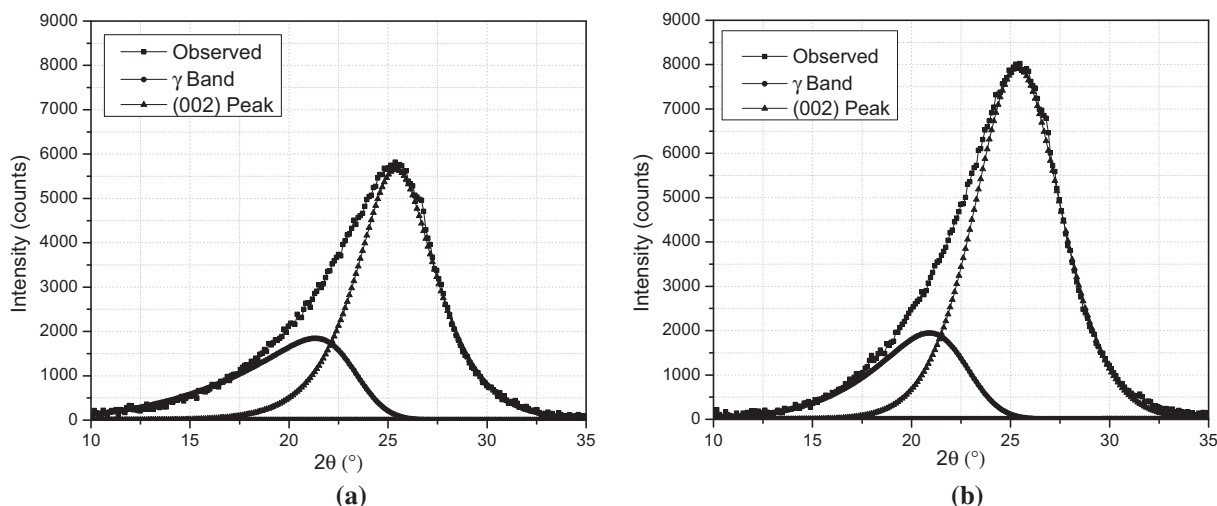 9000
8000
7000
6000
5000
4000
3000
2000
1000
0
Intensity (counts)
Observed
γ Band
(002) Peak
10 15 20 25 30 35
2θ (°)
(a)
9000
8000
7000
6000
5000
4000
3000
2000
1000
0
Intensity (counts)
Observed
γ Band
(002) Peak
10 15 20 25 30 35
2θ (°)
(b)